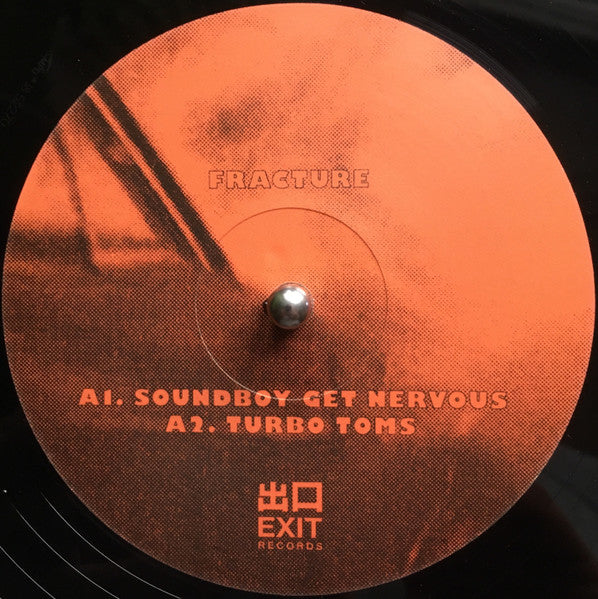 FRACTURE
A1. SOUNDBOY GET NERVOUS
A2. TURBO TOMS
出口
EXIT
RECORDS